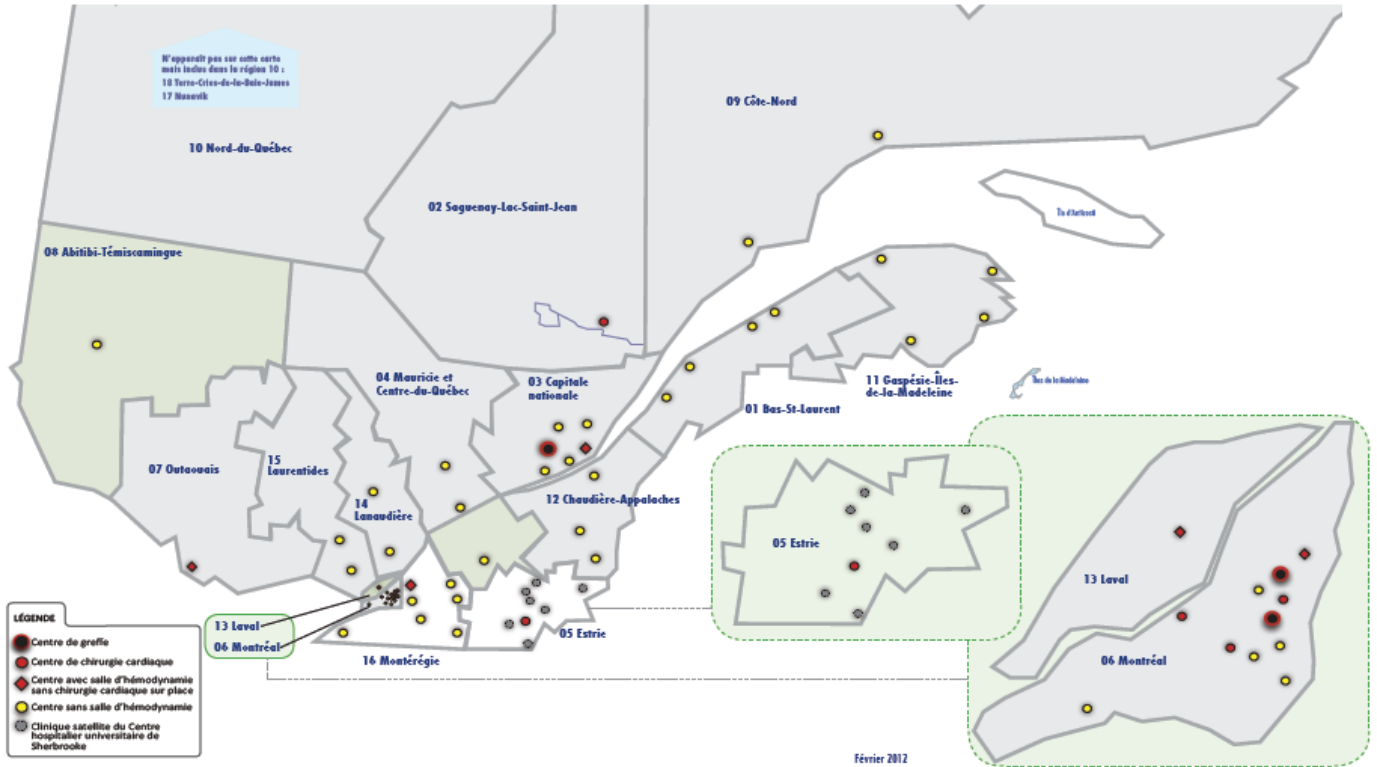 N'apparaît pas sur cette carte
mais inclus dans la région 10 :
18 Terre-Cries-de-la-Baie-James
17 Nunavik
09 Côte-Nord
10 Nord-du-Québec
02 Saguenay-Lac-Saint-Jean
Île d'Anticosti
08 Abitibi-Témiscamingue
04 Mauricie et
Centre-du-Québec
03 Capitale
nationale
11 Gaspésie-Îles-
de-la-Madeleine
Îles de la Madeleine
01 Bas-St-Laurent
07 Outaouais
15
Laurentides
14
Lanaudière
12 Chaudière-Appalaches
05 Estrie
13 Laval
06 Montréal
13 Laval
06 Montréal
05 Estrie
16 Montérégie
LÉGENDE
Centre de greffe
Centre de chirurgie cardiaque
Centre avec salle d'hémodynamie
sans chirurgie cardiaque sur place
Centre sans salle d'hémodynamie
Clinique satellite du Centre
hospitalier universitaire de
Sherbrooke
Février 2012